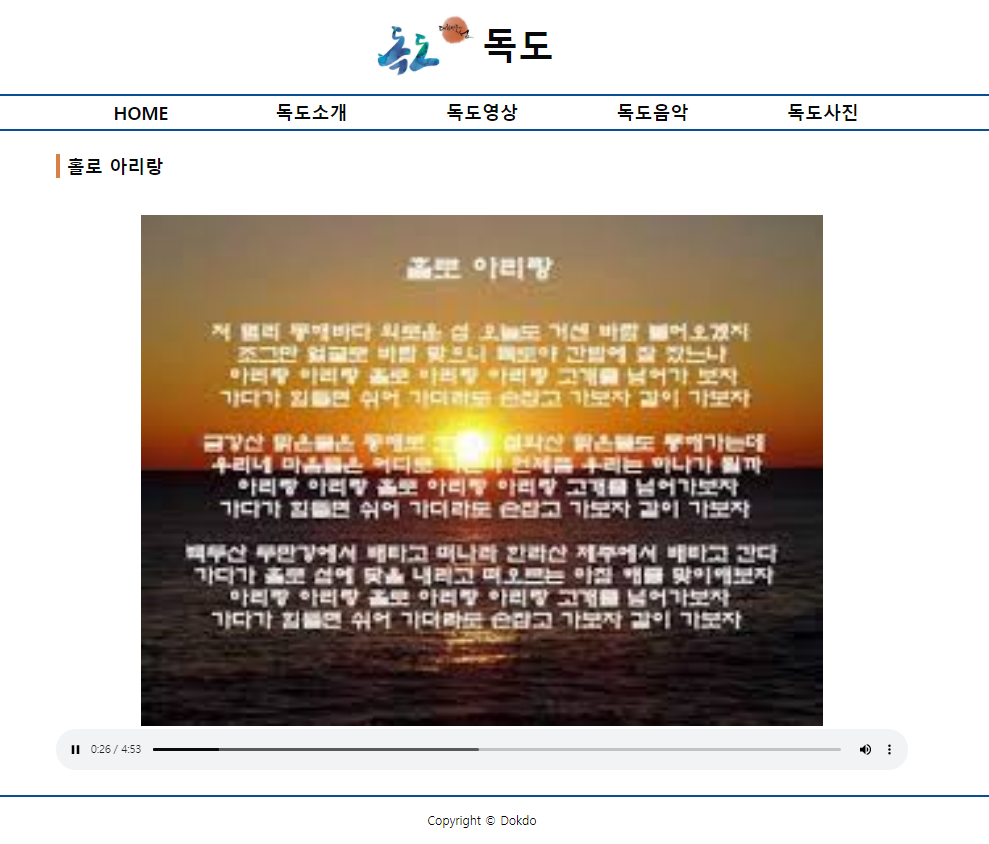 독도
독도
HOME 독도소개 독도영상 독도음악 독도사진
홀로 아리랑
홀로 아리랑
저 멀리 동해바다 외로운 섬 오늘도 거센 바람 불어오겠지
조그만 얼굴로 바람 맞으니 독도야 간밤에 잘 잤느냐
아리랑 아리랑 홀로 아리랑 아리랑 고개를 넘어가 보자
가다가 힘들면 쉬어 가더라도 손잡고 가보자 같이 가보자
금강산 맑은물은 동해로 설악산 맑은물도 동해가는데
우리네 마음들은 어디로 언제쯤 우리는 하나가 될까
아리랑 아리랑 홀로 아리랑 아리랑 고개를 넘어가보자
가다가 힘들면 쉬어 가더라도 손잡고 가보자 같이 가보자
백두산 두만강에서 배타고 떠나라 한라산 제주에서 배타고 간다
가다가 홀로 섬에 닻을 내리고 떠오르는 아침 해를 맞이해보자
아리랑 아리랑 홀로 아리랑 아리랑 고개를 넘어가보자
가다가 힘들면 쉬어 가더라도 손잡고 가보자 같이 가보자
0:26 / 4:53
Copyright © Dokdo